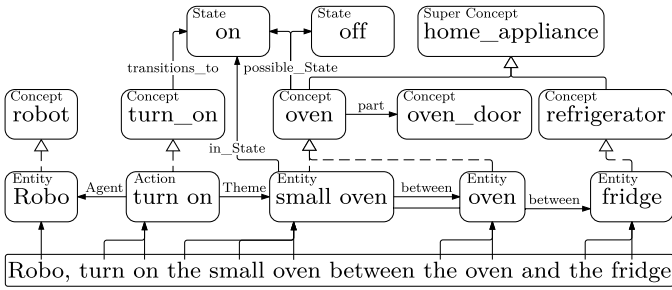 State
on
State
off
Super Concept
home_appliance
transitions_to
possible_State
Concept
robot
Concept
turn_on
Concept
oven
part
Concept
oven_door
Concept
refrigerator
in_State
Entity
Robo
Agent
Action
turn on
Theme
Entity
small oven
between
Entity
oven
between
Entity
fridge
Robo, turn on the small oven between the oven and the fridge